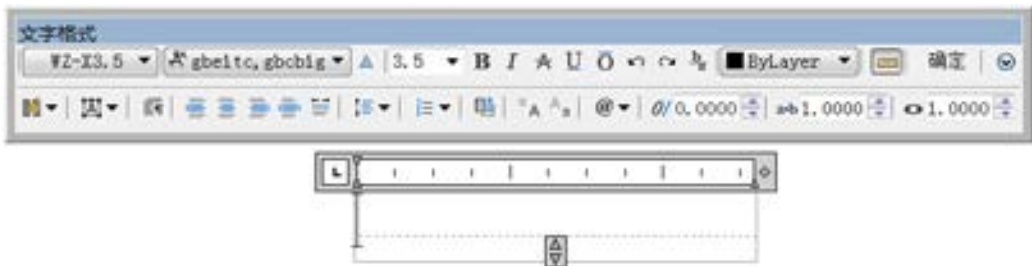 文字格式
WZ-X3.5 gbeitc, gbcbig A 3.5 B I A U O ByLayer 确定
A @ 0/ 0.0000 a-b 1.0000 1.0000
L